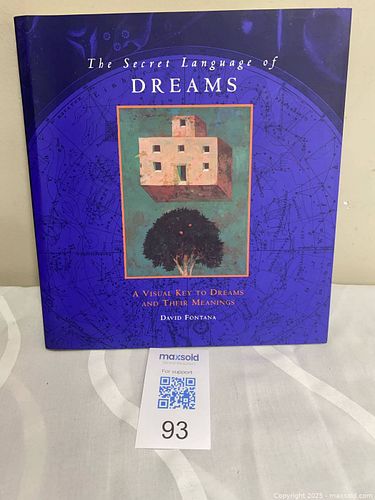 The Secret Language of
DREAMS
A VISUAL KEY TO DREAMS
AND THEIR MEANINGS
DAVID FONTANA
maxsold
For support
93
Copyright 2025 - maxsold.com